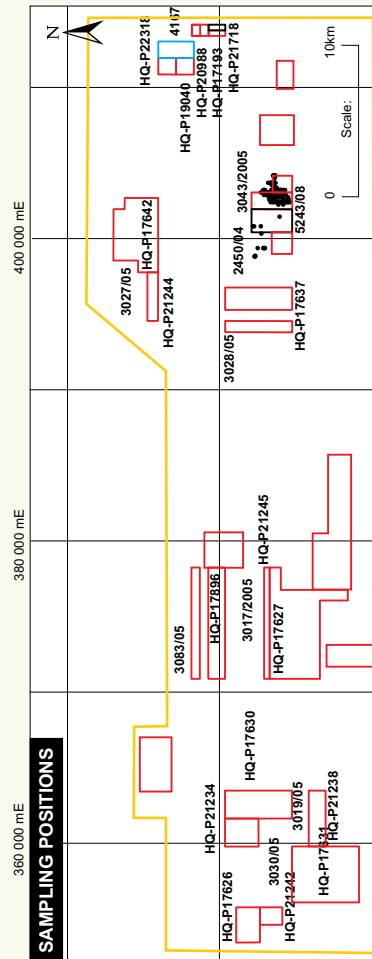 SAMPLING POSITIONS
360 000 mE
380 000 mE
400 000 mE
N
HQ-P17626
HQ-P21242
3030/05
HQ-P17631
HQ-P21238
3019/05
HQ-P21234
HQ-P17630
3083/05
HQ-P17896
3017/2005
HQ-P17627
HQ-P21245
3027/05
HQ-P21244
HQ-P17642
3028/05
HQ-P17637
2450/04
5243/08
3043/2005
HQ-P22318
4167
HQ-P19040
HQ-P20988
HQ-P17193
HQ-P21718
Scale:
0
10km